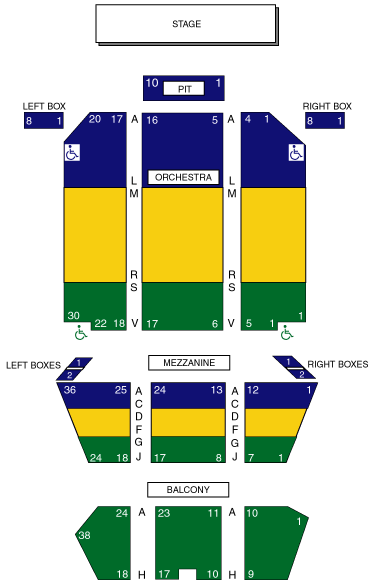 STAGE
10 1
PIT
LEFT BOX RIGHT BOX
8 1 8 1
20 17 A 16 5 A 4 1
L ORCHESTRA L
M M
R R
S S
30 1
22 18 V 17 6 V 5 1
LEFT BOXES 1 MEZZANINE 1 RIGHT BOXES
2 2
36 25 A 24 13 A 12 1
C C
D D
F F
G G
24 18 J 17 8 J 7 1
BALCONY
24 A 23 11 A 10 1
38
18 H 17 10 H 9